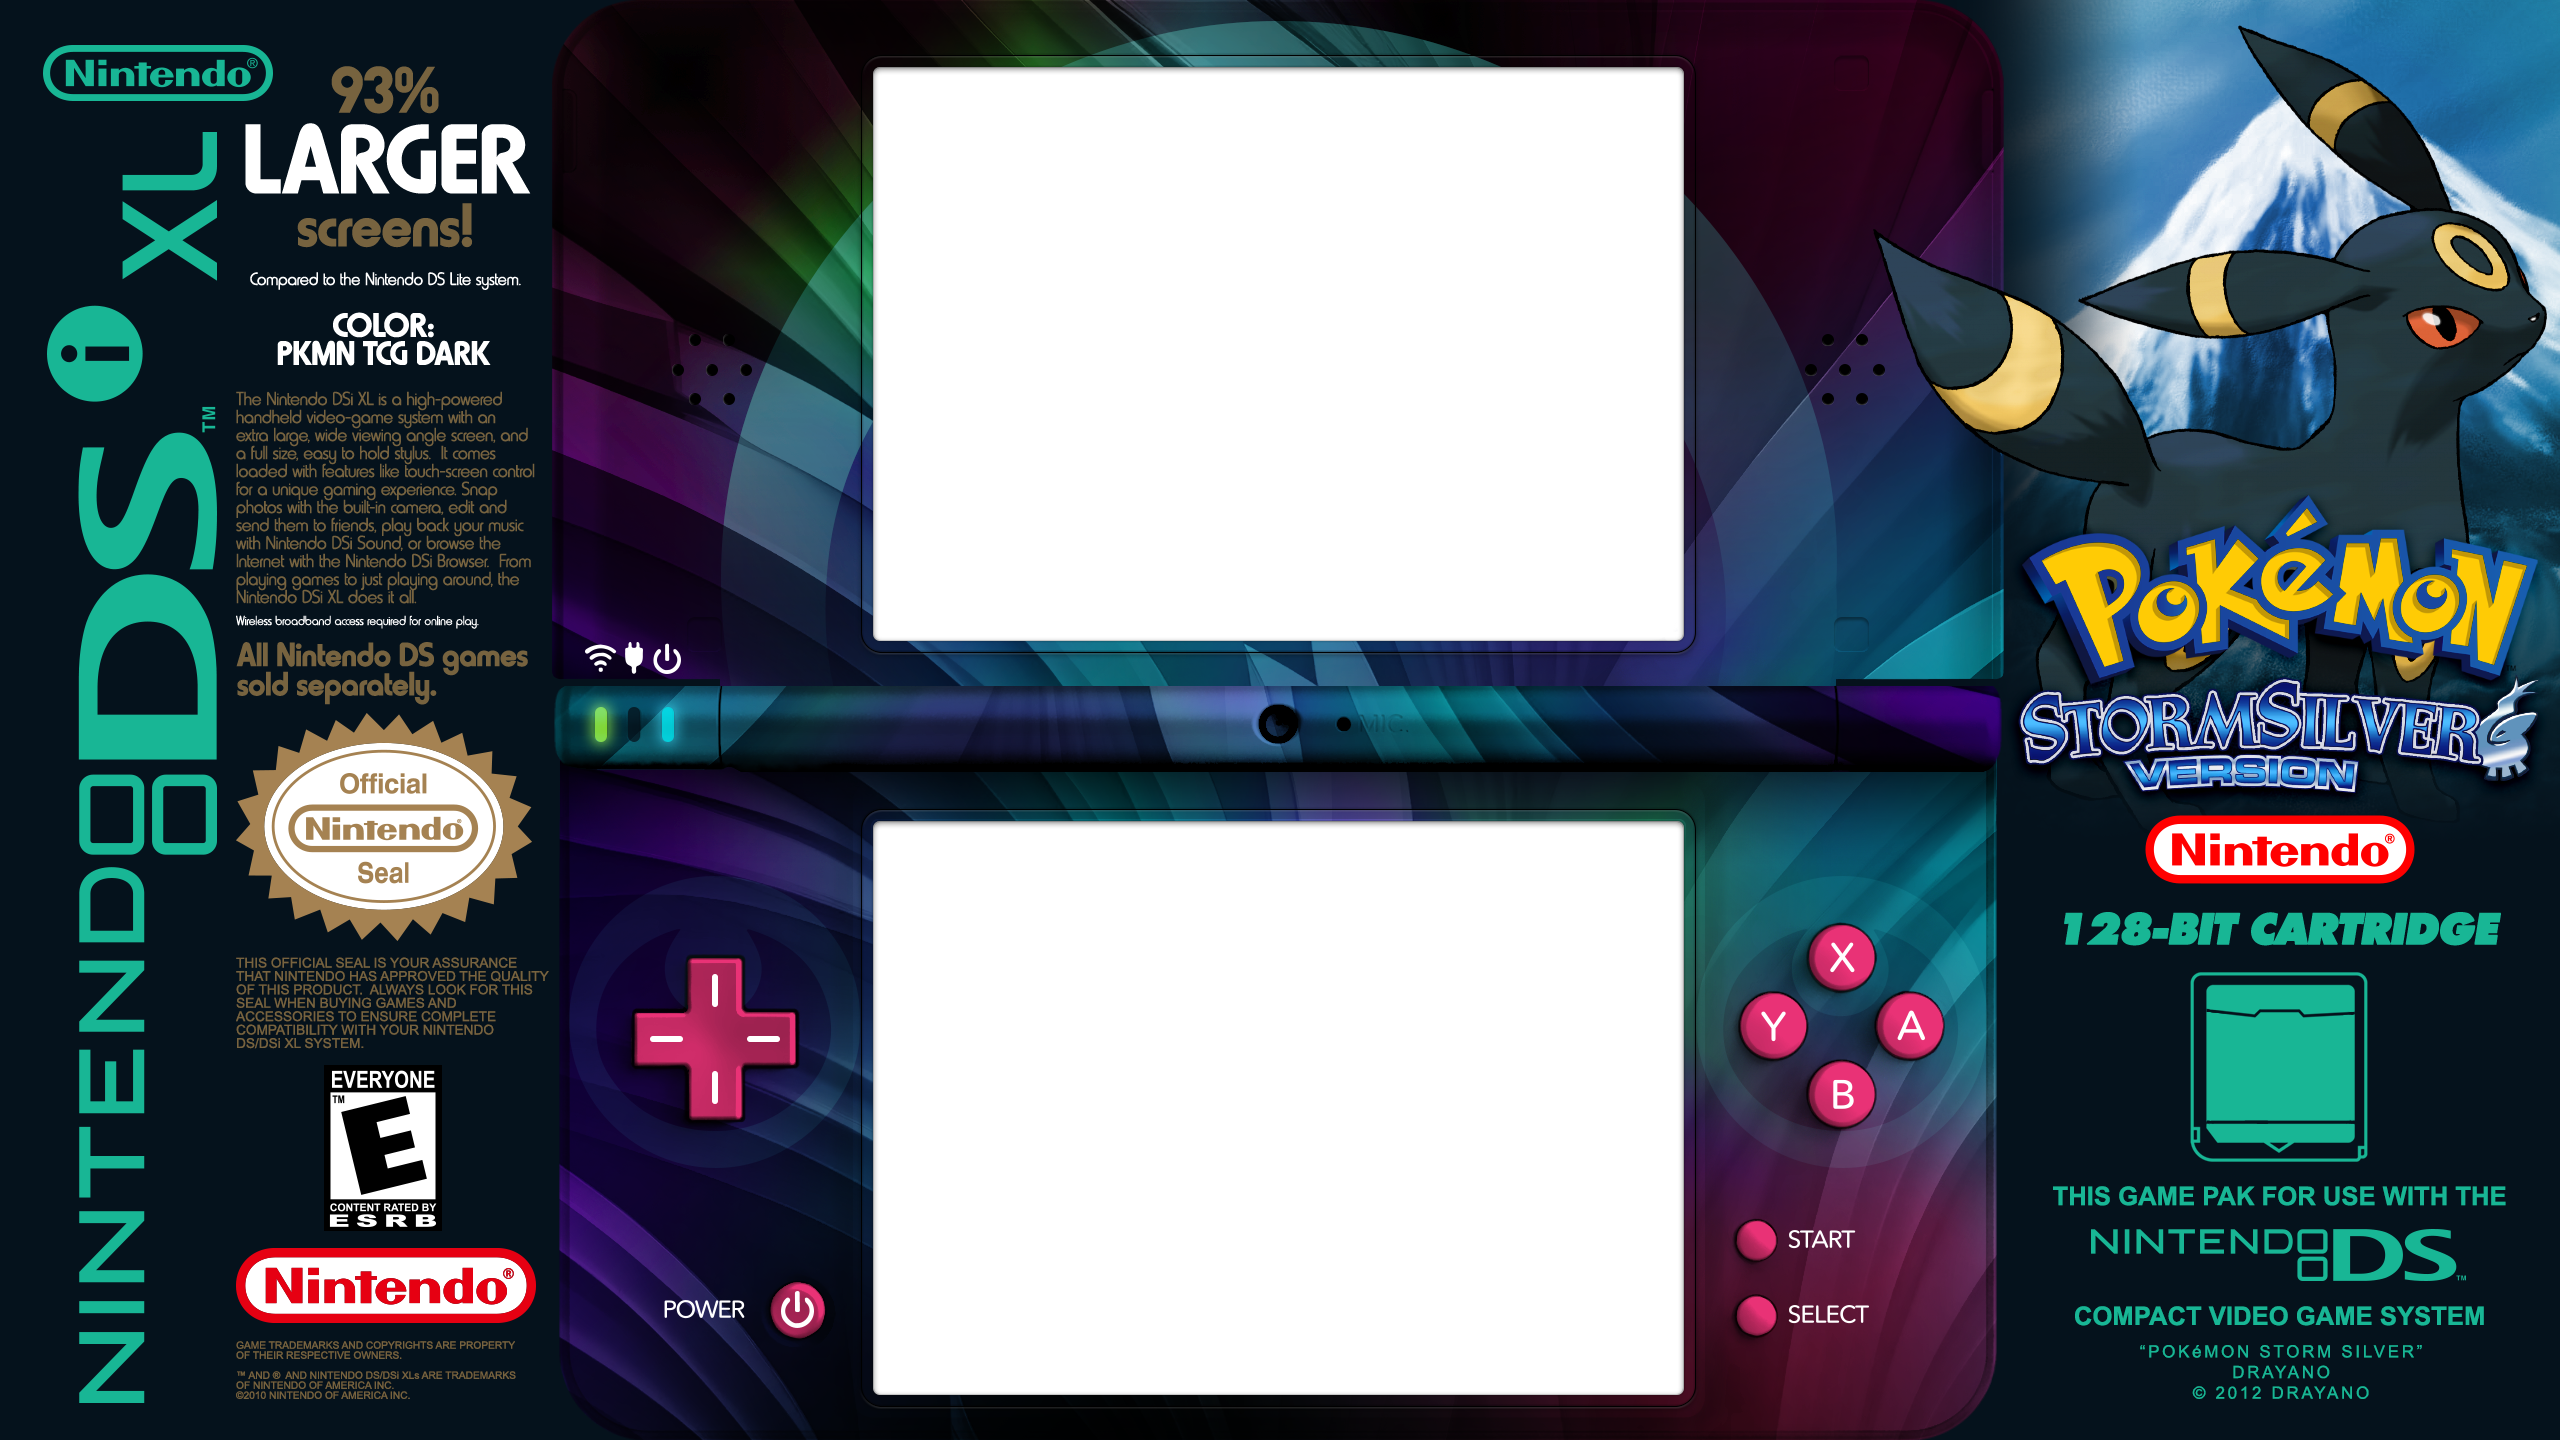 Nintendo®
NINTENDO DSi XL™
93%
LARGER
screens!
Compared to the Nintendo DS Lite system.
COLOR:
PKMN TCG DARK
The Nintendo DSi XL is a high-powered
handheld video-game system with an
extra large, wide viewing angle screen, and
a full size, easy to hold stylus.  It comes
loaded with features like touch-screen control
for a unique gaming experience. Snap
photos with the built-in camera, edit and
send them to friends, play back your music
with Nintendo DSi Sound, or browse the
Internet with the Nintendo DSi Browser.  From
playing games to just playing around, the
Nintendo DSi XL does it all.
Wireless broadband access required for online play.
All Nintendo DS games
sold separately.
Official
Nintendo®
Seal
THIS OFFICIAL SEAL IS YOUR ASSURANCE
THAT NINTENDO HAS APPROVED THE QUALITY
OF THIS PRODUCT.  ALWAYS LOOK FOR THIS
SEAL WHEN BUYING GAMES AND
ACCESSORIES TO ENSURE COMPLETE
COMPATIBILITY WITH YOUR NINTENDO
DS/DSi XL SYSTEM.
EVERYONE
™
E
CONTENT RATED BY
ESRB
Nintendo®
GAME TRADEMARKS AND COPYRIGHTS ARE PROPERTY
OF THEIR RESPECTIVE OWNERS.
™ AND ® AND NINTENDO DS/DSi XLs ARE TRADEMARKS
OF NINTENDO OF AMERICA INC.
©2010 NINTENDO OF AMERICA INC.
MIC.
X
Y
A
B
START
SELECT
POWER
POKéMON
STORMSILVER
VERSION
Nintendo®
128-BIT CARTRIDGE
THIS GAME PAK FOR USE WITH THE
NINTENDO DS™
COMPACT VIDEO GAME SYSTEM
“POKéMON STORM SILVER”
DRAYANO
© 2012 DRAYANO